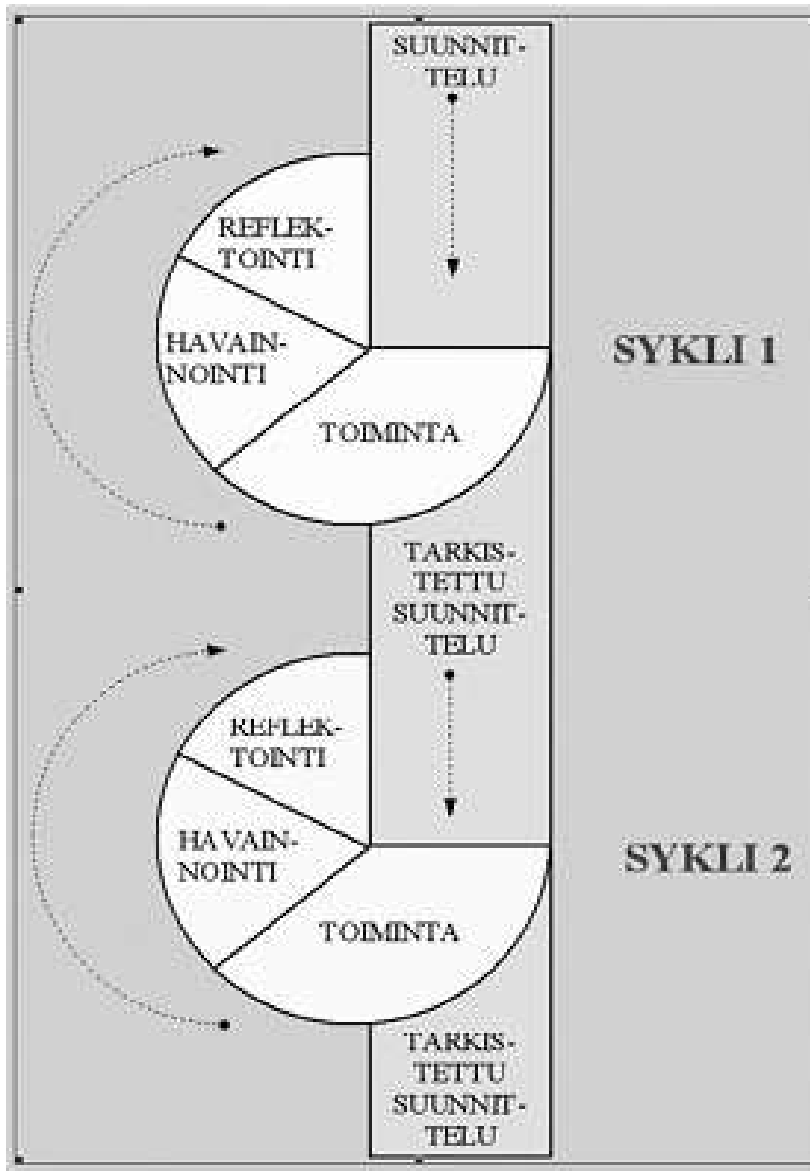 SUUNNIT-
TELU
REFLEK-
TOINTI
HAVAIN-
NOINTI
TOIMINTA
SYKLI 1
TARKIS-
TETTU
SUUNNIT-
TELU
REFLEK-
TOINTI
HAVAIN-
NOINTI
TOIMINTA
SYKLI 2
TARKIS-
TETTU
SUUNNIT-
TELU